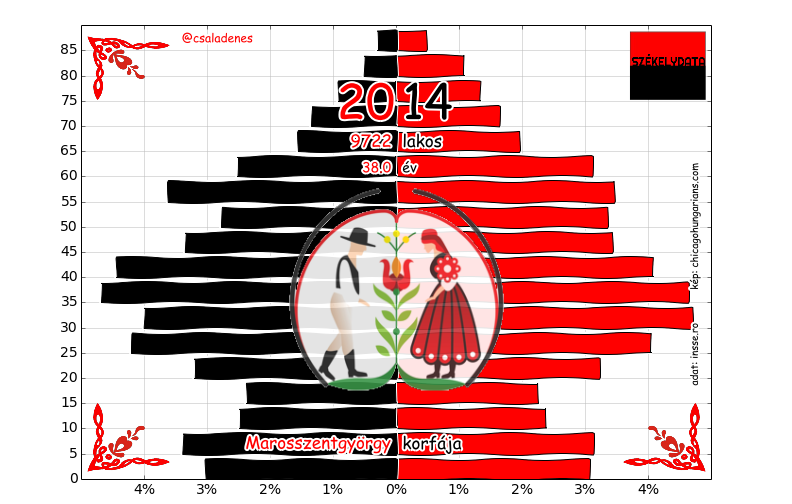 @csaladenes
SZÉKELYDATA
2014
9722 lakos
38.0 év
kép: chicagohungarians.com
adat: insse.ro
Marosszentgyörgy korfája
85
80
75
70
65
60
55
50
45
40
35
30
25
20
15
10
5
0
4% 3% 2% 1% 0% 1% 2% 3% 4%